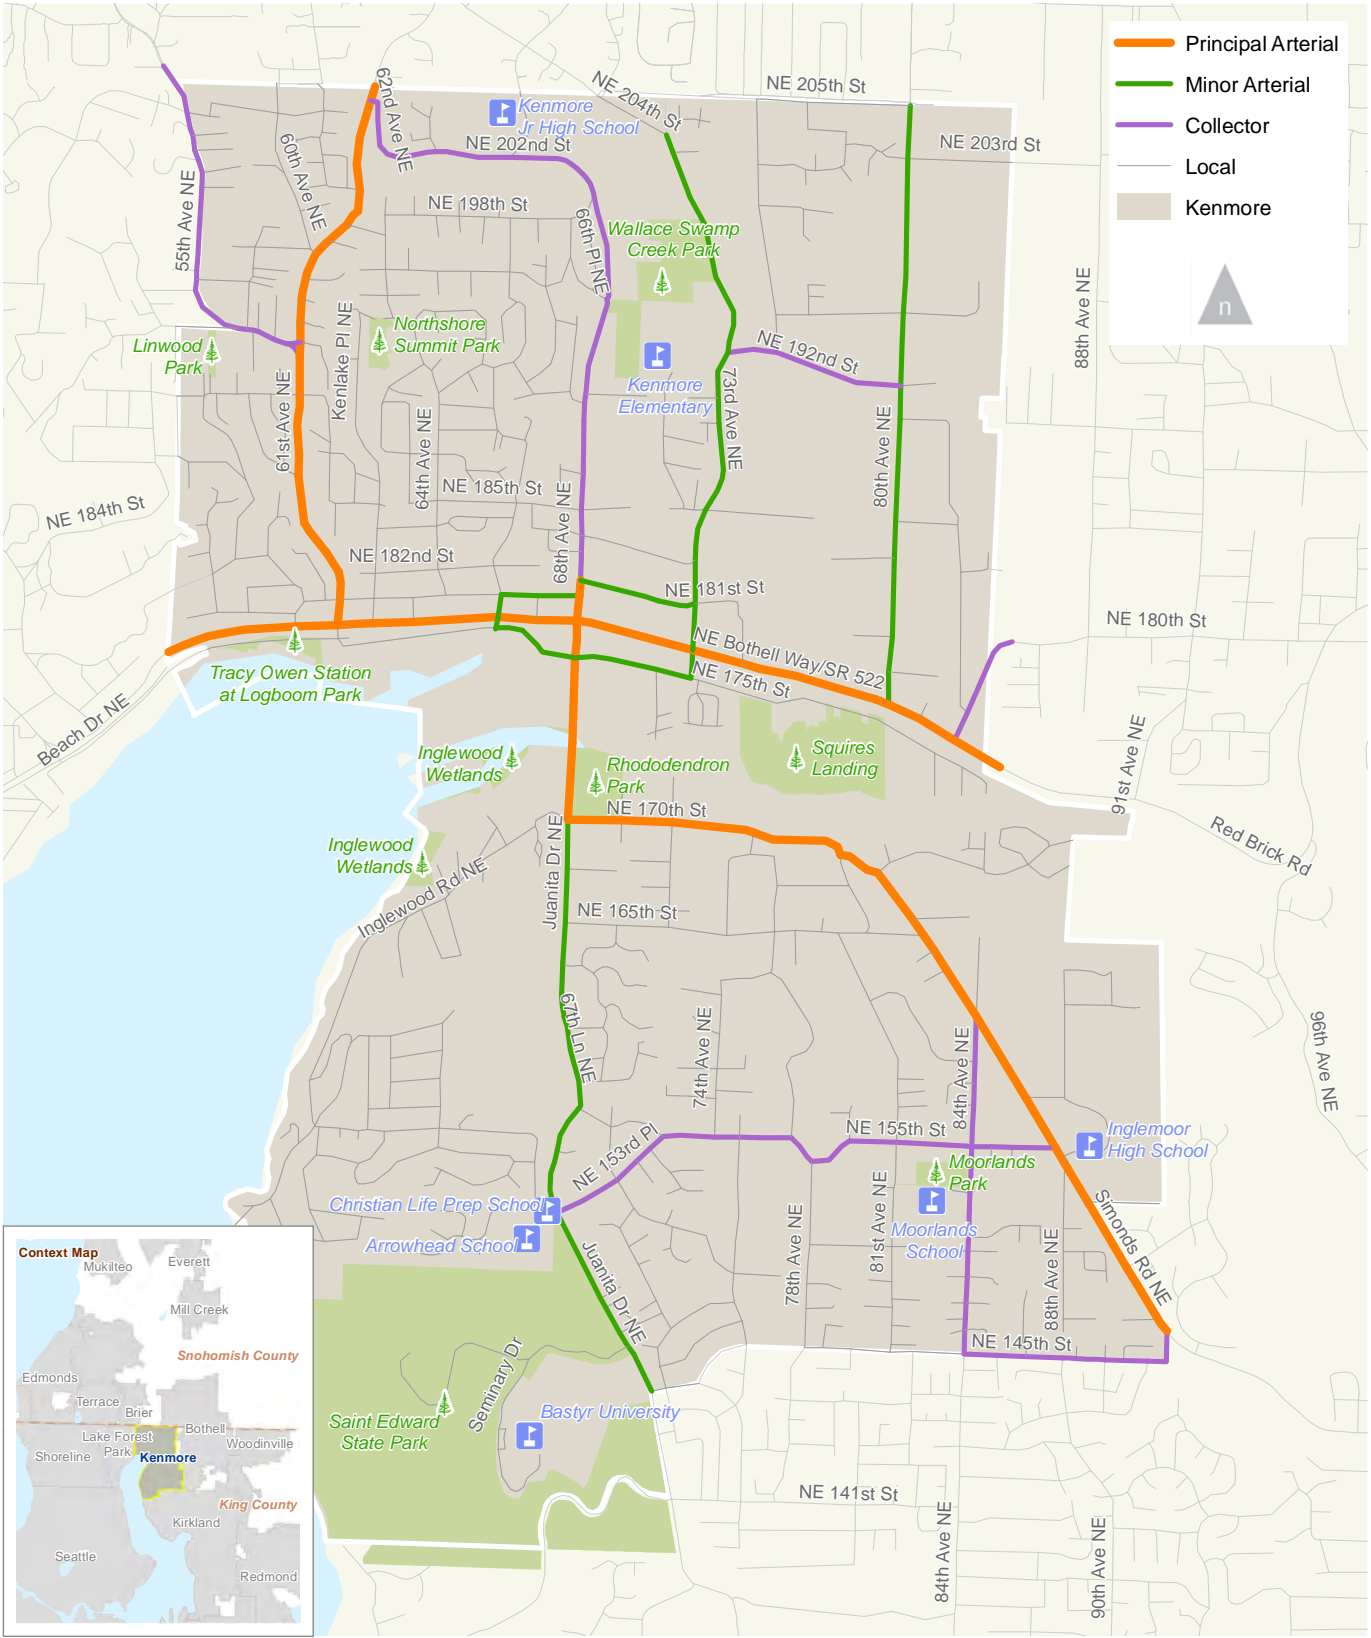 Principal Arterial
Minor Arterial
Collector
Local
Kenmore
n
62nd Ave NE
Kenmore
Jr High School
NE 204th St
NE 205th St
NE 203rd St
NE 202nd St
60th Ave NE
55th Ave NE
NE 198th St
66th Pl NE
Wallace Swamp
Creek Park
88th Ave NE
Linwood
Park
Kenlake Pl NE
Northshore
Summit Park
NE 192nd St
Kenmore
Elementary
61st Ave NE
64th Ave NE
73rd Ave NE
80th Ave NE
NE 184th St
NE 185th St
68th Ave NE
NE 182nd St
NE 181st St
NE 180th St
NE Bothell Way/SR 522
NE 175th St
Tracy Owen Station
at Logboom Park
Beach Dr NE
Inglewood
Wetlands
Rhododendron
Park
Squires
Landing
91st Ave NE
NE 170th St
Red Brick Rd
Inglewood
Wetlands
Inglewood Rd NE
Juanita Dr NE
NE 165th St
67th Ln NE
74th Ave NE
84th Ave NE
96th Ave NE
NE 153rd Pl
NE 155th St
Inglemoor
High School
Moorlands
Park
Christian Life Prep School
Arrowhead School
Moorlands
School
81st Ave NE
78th Ave NE
88th Ave NE
Simonds Rd NE
Juanita Dr NE
NE 145th St
Seminary Dr
Saint Edward
State Park
Bastyr University
NE 141st St
84th Ave NE
90th Ave NE
Context Map
Mukilteo
Everett
Mill Creek
Snohomish County
Edmonds
Terrace
Brier
Bothell
Lake Forest
Park
Woodinville
Shoreline
Kenmore
King County
Kirkland
Seattle
Redmond